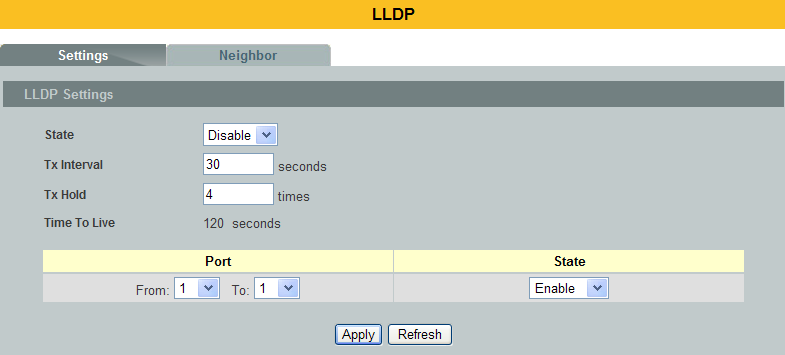 LLDP
Settings Neighbor
LLDP Settings
State Disable
Tx Interval 30 seconds
Tx Hold 4 times
Time To Live 120 seconds
Port State
From: 1 To: 1 Enable
Apply Refresh